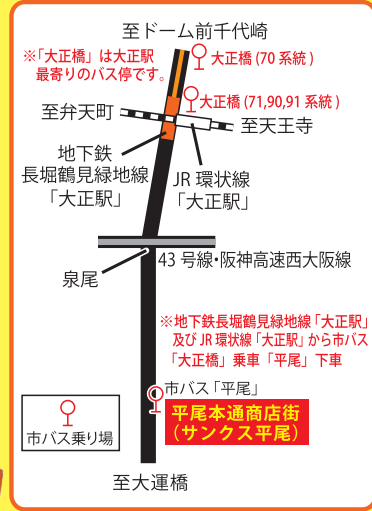 至ドーム前千代崎
※「大正橋」は大正駅
最寄りのバス停です。
大正橋 (70 系統 )
大正橋 (71,90,91 系統 )
至弁天町
至天王寺
地下鉄
長堀鶴見緑地線
「大正駅」
JR 環状線
「大正駅」
43 号線・阪神高速西大阪線
泉尾
※地下鉄長堀鶴見緑地線「大正駅」
及び JR 環状線「大正駅」から市バス
「大正橋」乗車「平尾」下車
市バス「平尾」
平尾本通商店街
（サンクス平尾）
市バス乗り場
至大運橋